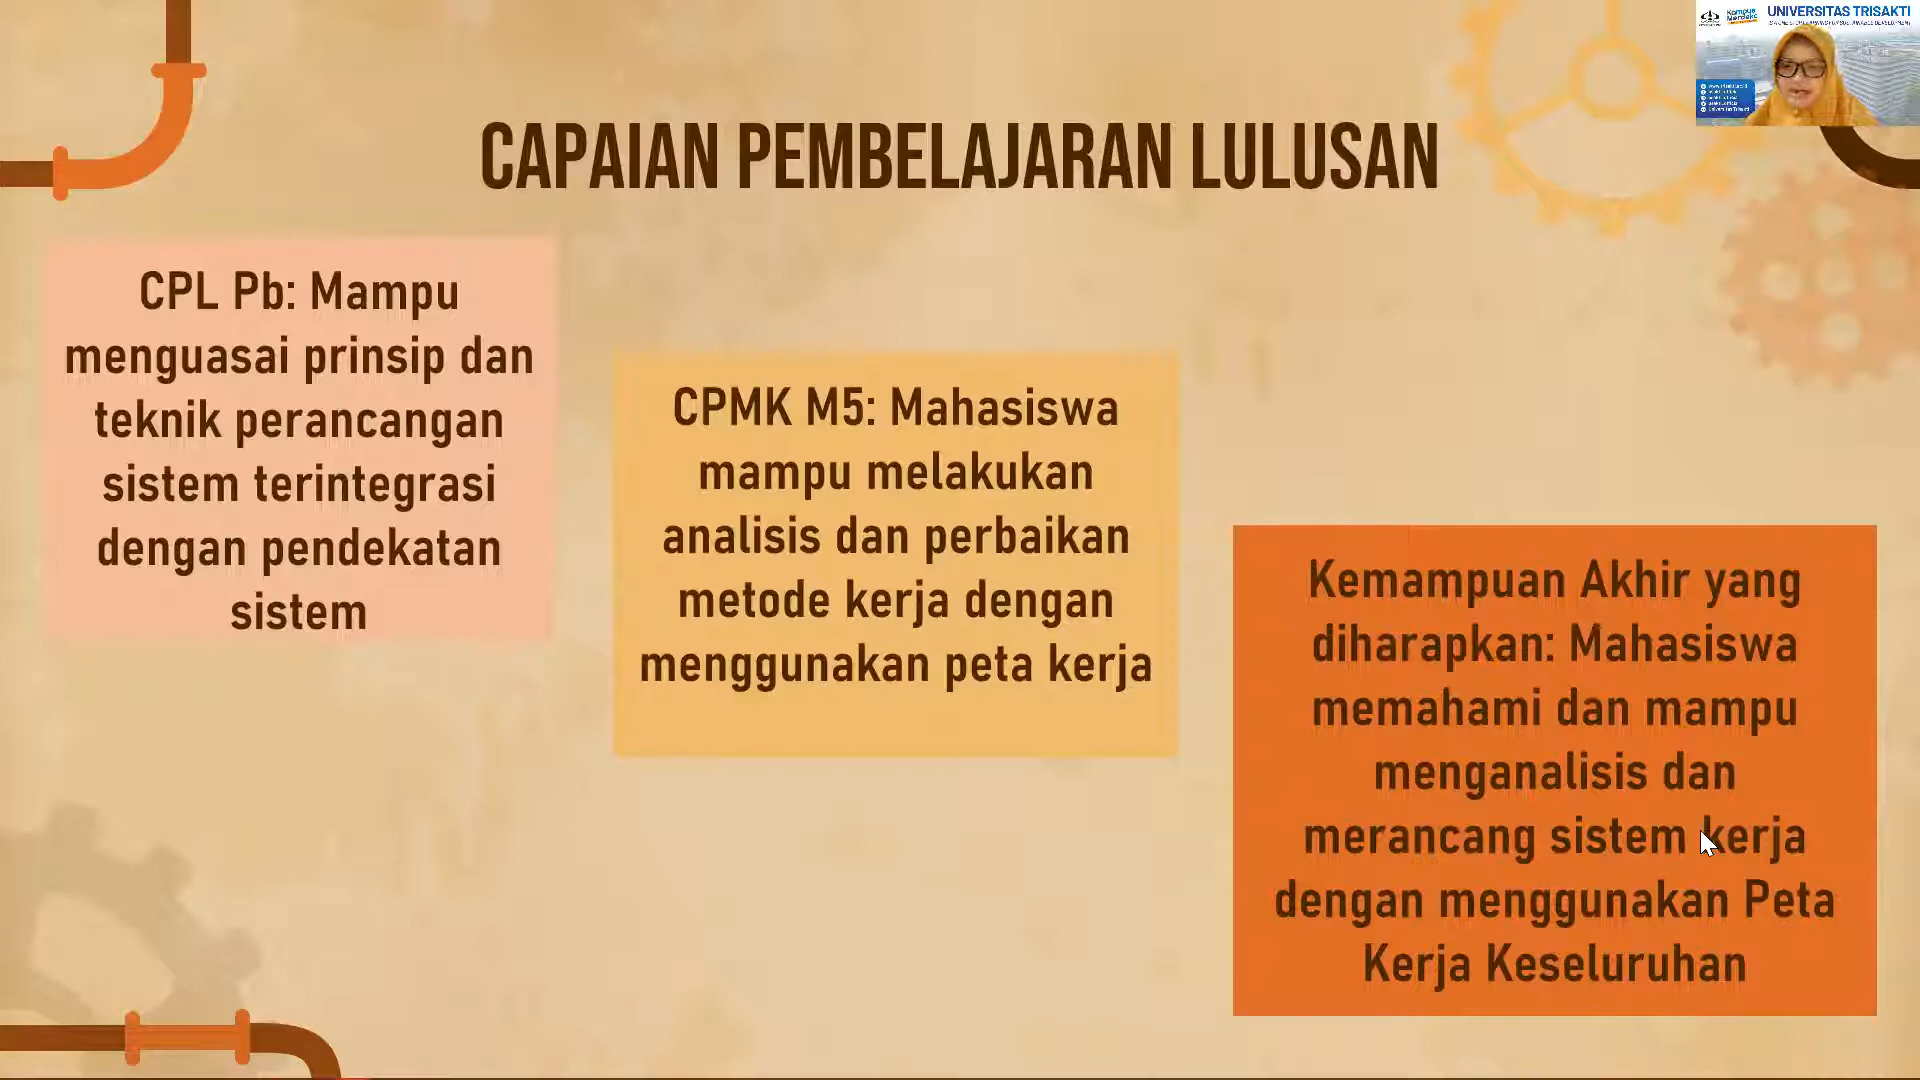 UNIVERSITAS TRISAKTI
Kampus
Merdeka
CAPAIAN PEMBELAJARAN LULUSAN
CPL Pb: Mampu
menguasai prinsip dan
teknik perancangan
sistem terintegrasi
dengan pendekatan
sistem
CPMK M5: Mahasiswa
mampu melakukan
analisis dan perbaikan
metode kerja dengan
menggunakan peta kerja
Kemampuan Akhir yang
diharapkan: Mahasiswa
memahami dan mampu
menganalisis dan
merancang sistem kerja
dengan menggunakan Peta
Kerja Keseluruhan